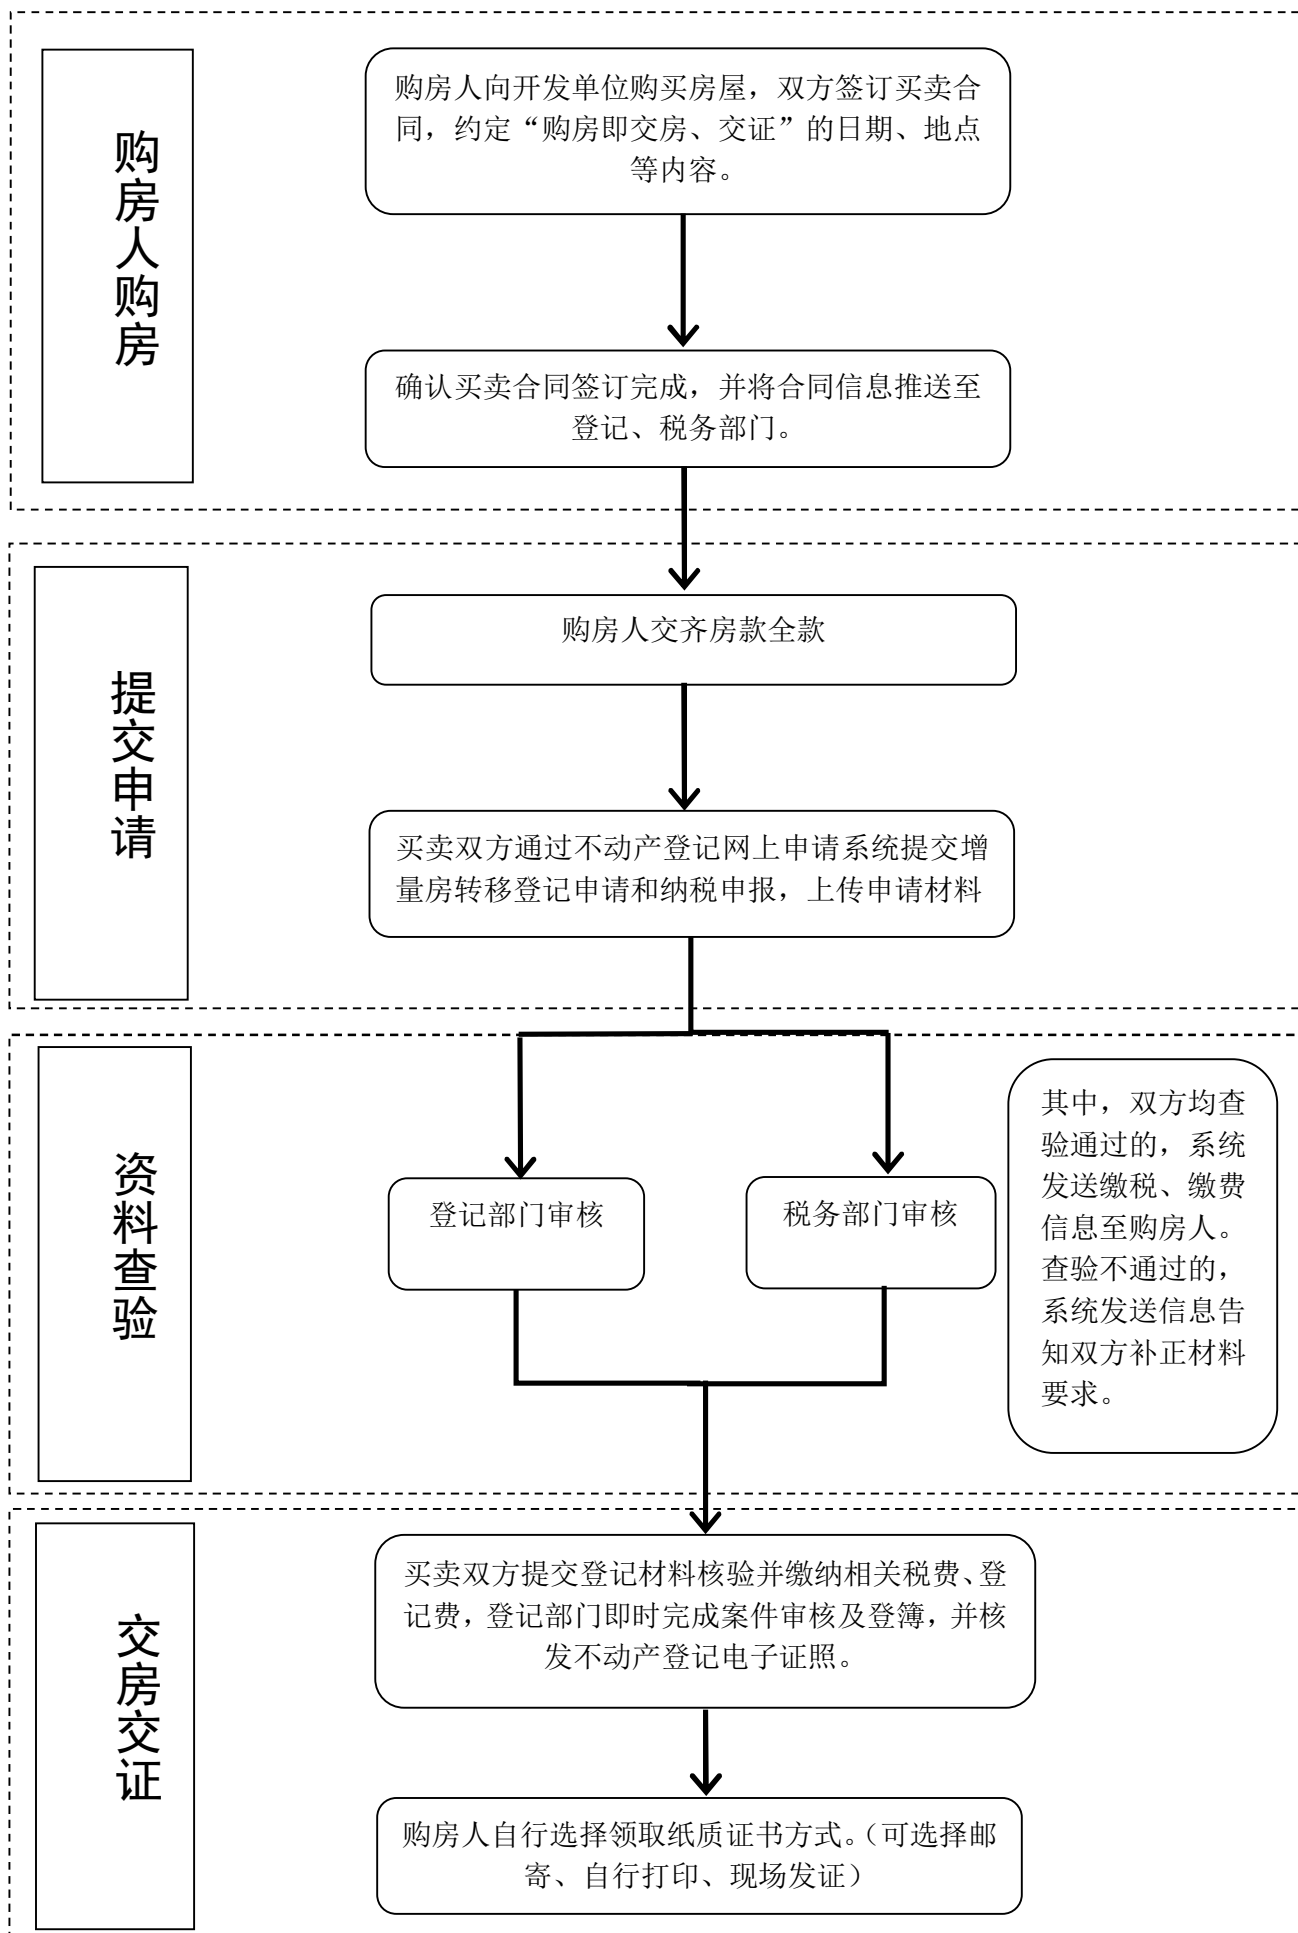 购房人购房
购房人向开发单位购买房屋，双方签订买卖合
同，约定“购房即交房、交证”的日期、地点
等内容。
确认买卖合同签订完成，并将合同信息推送至
登记、税务部门。
提交申请
购房人交齐房款全款
买卖双方通过不动产登记网上申请系统提交增
量房转移登记申请和纳税申报，上传申请材料
资料查验
登记部门审核
税务部门审核
其中，双方均查
验通过的，系统
发送缴税、缴费
信息至购房人。
查验不通过的，
系统发送信息告
知双方补正材料
要求。
交房交证
买卖双方提交登记材料核验并缴纳相关税费、登
记费，登记部门即时完成案件审核及登簿，并核
发不动产登记电子证照。
购房人自行选择领取纸质证书方式。（可选择邮
寄、自行打印、现场发证）